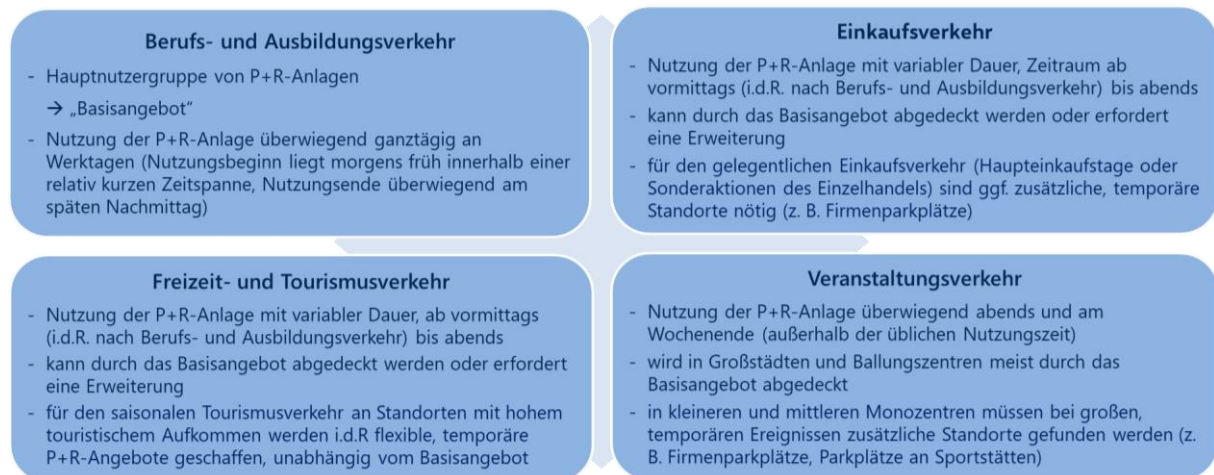 Berufs- und Ausbildungsverkehr
- Hauptnutzergruppe von P+R-Anlagen
→ „Basisangebot“
- Nutzung der P+R-Anlage überwiegend ganztägig an
Werktagen (Nutzungsbeginn liegt morgens früh innerhalb einer
relativ kurzen Zeitspanne, Nutzungsende überwiegend am
späten Nachmittag)
Einkaufsverkehr
- Nutzung der P+R-Anlage mit variabler Dauer, Zeitraum ab
vormittags (i.d.R. nach Berufs- und Ausbildungsverkehr) bis abends
- kann durch das Basisangebot abgedeckt werden oder erfordert
eine Erweiterung
- für den gelegentlichen Einkaufsverkehr (Haupteinkaufstage oder
Sonderaktionen des Einzelhandels) sind ggf. zusätzliche, temporäre
Standorte nötig (z. B. Firmenparkplätze)
Freizeit- und Tourismusverkehr
- Nutzung der P+R-Anlage mit variabler Dauer, ab vormittags
(i.d.R. nach Berufs- und Ausbildungsverkehr) bis abends
- kann durch das Basisangebot abgedeckt werden oder erfordert
eine Erweiterung
- für den saisonalen Tourismusverkehr an Standorten mit hohem
touristischem Aufkommen werden i.d.R flexible, temporäre
P+R-Angebote geschaffen, unabhängig vom Basisangebot
Veranstaltungsverkehr
- Nutzung der P+R-Anlage überwiegend abends und am
Wochenende (außerhalb der üblichen Nutzungszeit)
- wird in Großstädten und Ballungszentren meist durch das
Basisangebot abgedeckt
- in kleineren und mittleren Monozentren müssen bei großen,
temporären Ereignissen zusätzliche Standorte gefunden werden (z.
B. Firmenparkplätze, Parkplätze an Sportstätten)